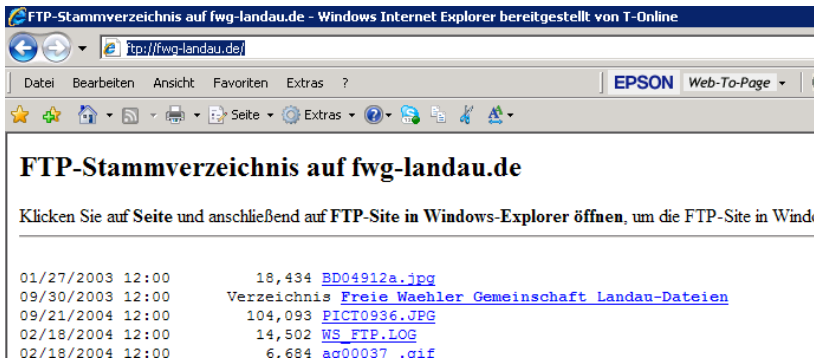 FTP-Stammverzeichnis auf fwg-landau.de - Windows Internet Explorer bereitgestellt von T-Online
ftp://fwg-landau.de/
Datei Bearbeiten Ansicht Favoriten Extras ? EPSON Web-To-Page
Seite Extras
FTP-Stammverzeichnis auf fwg-landau.de
Klicken Sie auf Seite und anschließend auf FTP-Site in Windows-Explorer öffnen, um die FTP-Site in Wind
01/27/2003 12:00 18,434 BD04912a.jpg
09/30/2003 12:00 Verzeichnis Freie Waehler Gemeinschaft Landau-Dateien
09/21/2004 12:00 104,093 PICT0936.JPG
02/18/2004 12:00 14,502 WS_FTP.LOG
02/18/2004 12:00 6,684 ag00037_.gif